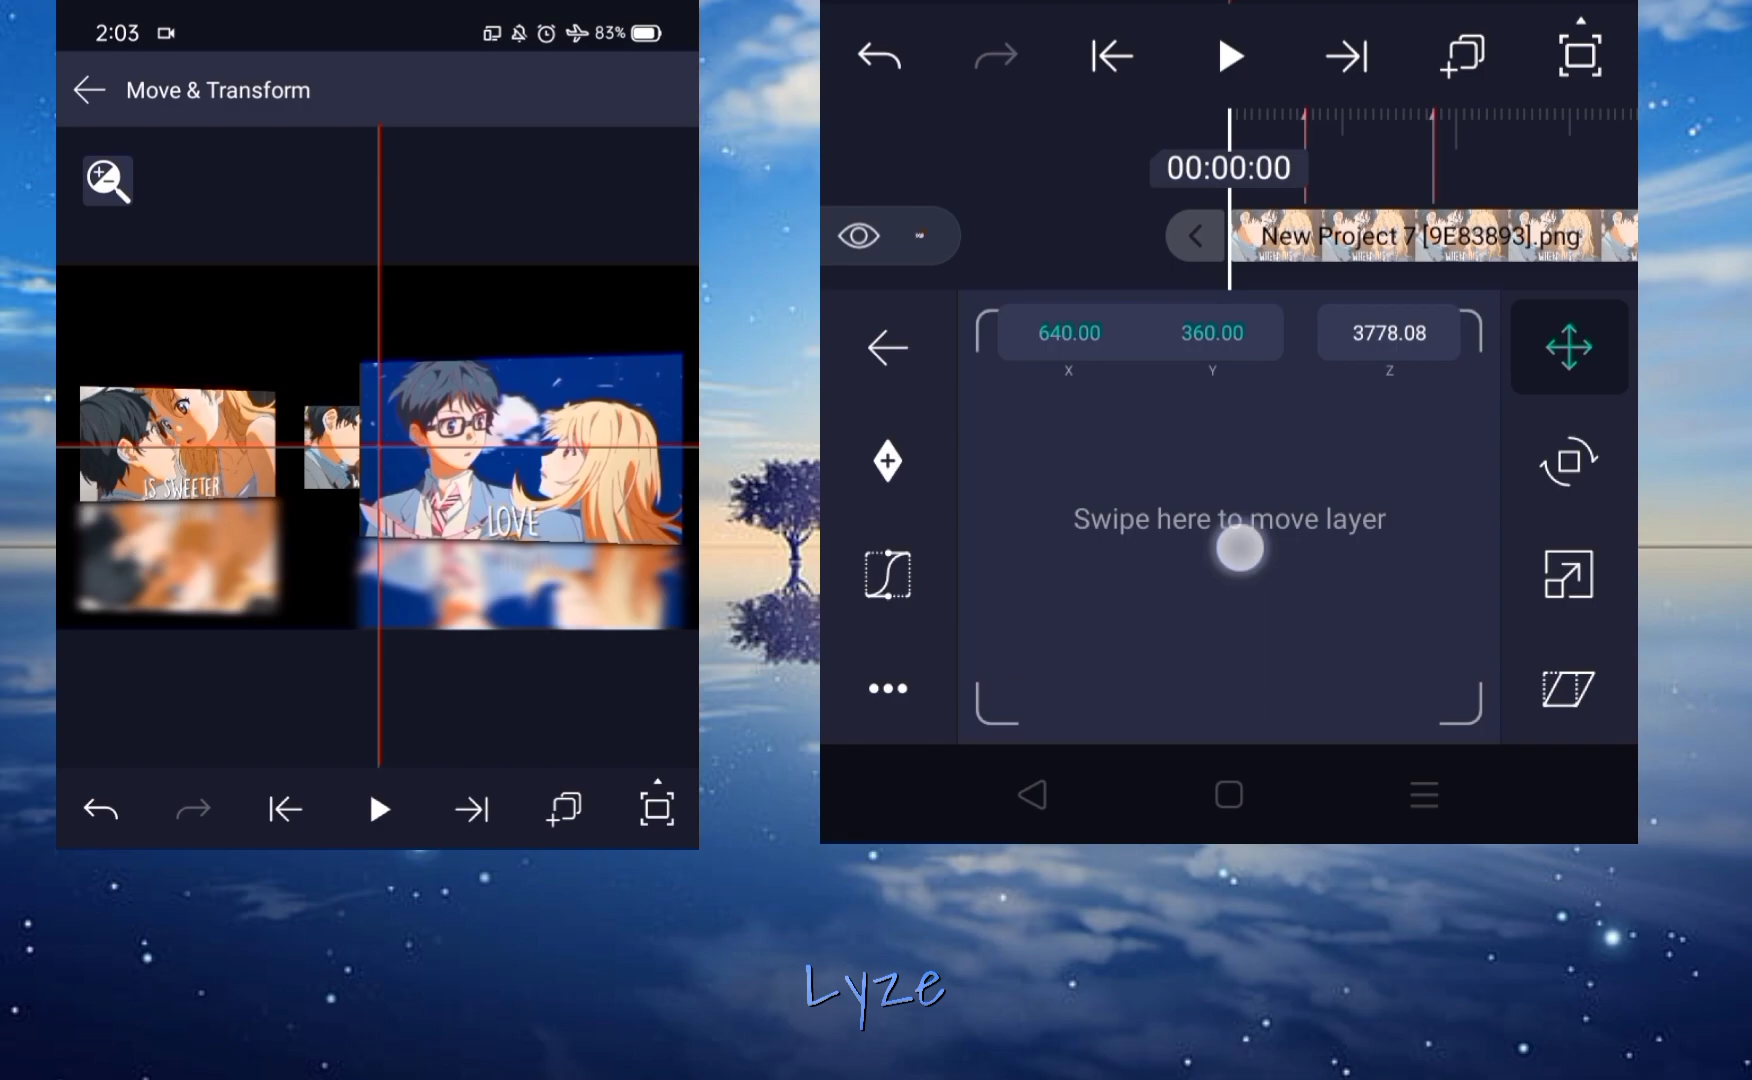 2:03
83%
Move & Transform
IS SWEETER
LOVE
00:00:00
New Project 7 [9E83893].png
640.00
360.00
3778.08
X
Y
Z
Swipe here to move layer
Lyze